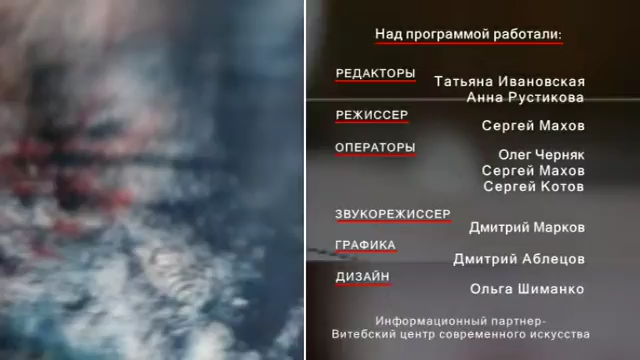 Над программой работали:
РЕДАКТОРЫ
Татьяна Ивановская
Анна Рустикова
РЕЖИССЕР
Сергей Махов
ОПЕРАТОРЫ
Олег Черняк
Сергей Махов
Сергей Котов
ЗВУКОРЕЖИССЕР
Дмитрий Марков
ГРАФИКА
Дмитрий Аблецов
ДИЗАЙН
Ольга Шиманко
Информационный партнер-
Витебский центр современного искусства